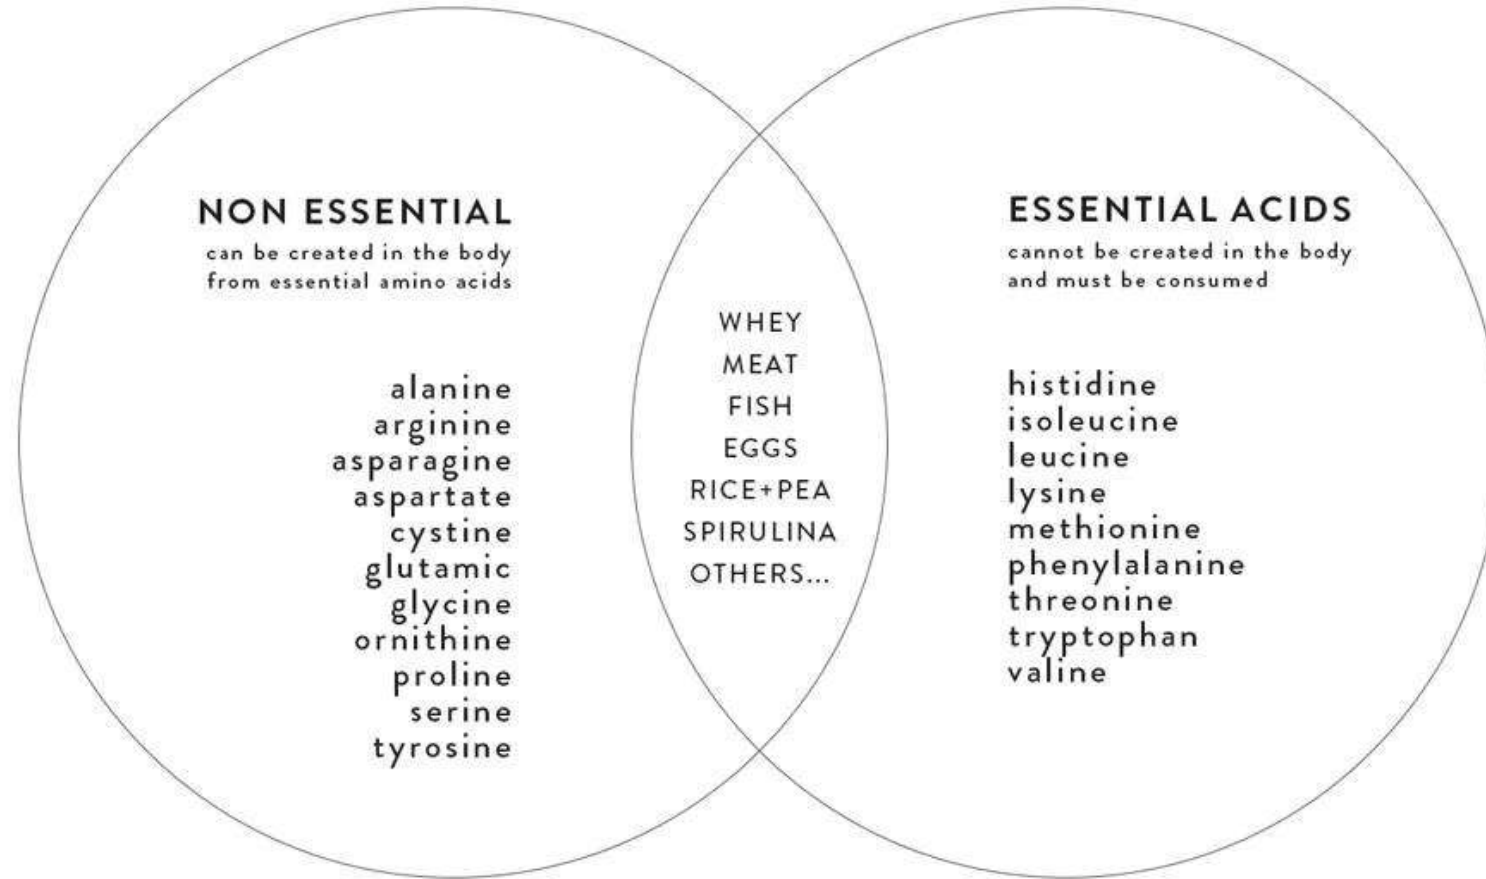 NON ESSENTIAL
can be created in the body
from essential amino acids
alanine
arginine
asparagine
aspartate
cystine
glutamic
glycine
ornithine
proline
serine
tyrosine
WHEY
MEAT
FISH
EGGS
RICE+PEA
SPIRULINA
OTHERS...
ESSENTIAL ACIDS
cannot be created in the body
and must be consumed
histidine
isoleucine
leucine
lysine
methionine
phenylalanine
threonine
tryptophan
valine